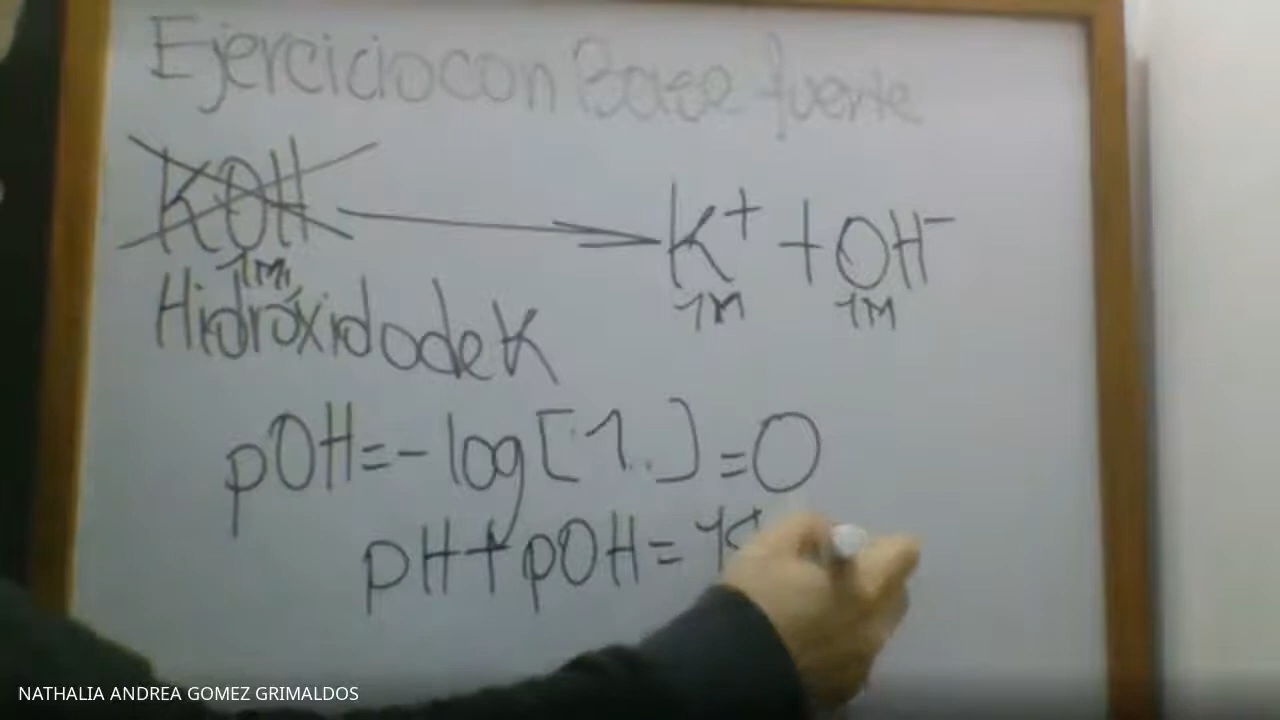 Ejercicio con Base fuerte
KOH → K⁺ + OH⁻
1M 1M 1M
Hidróxido de K
pOH = -log [1.] = 0
pH + pOH =
NATHALIA ANDREA GOMEZ GRIMALDOS